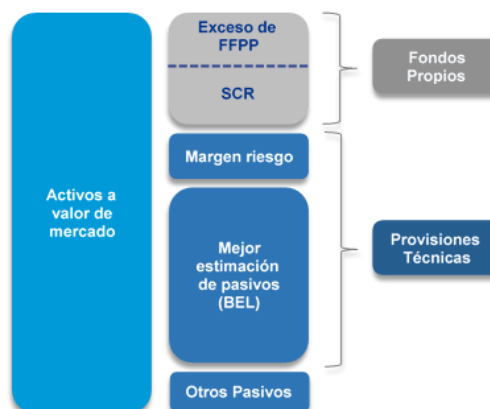 Activos a
valor de
mercado
Exceso de
FFPP
SCR
Margen riesgo
Mejor
estimación
de pasivos
(BEL)
Otros Pasivos
Fondos
Propios
Provisiones
Técnicas